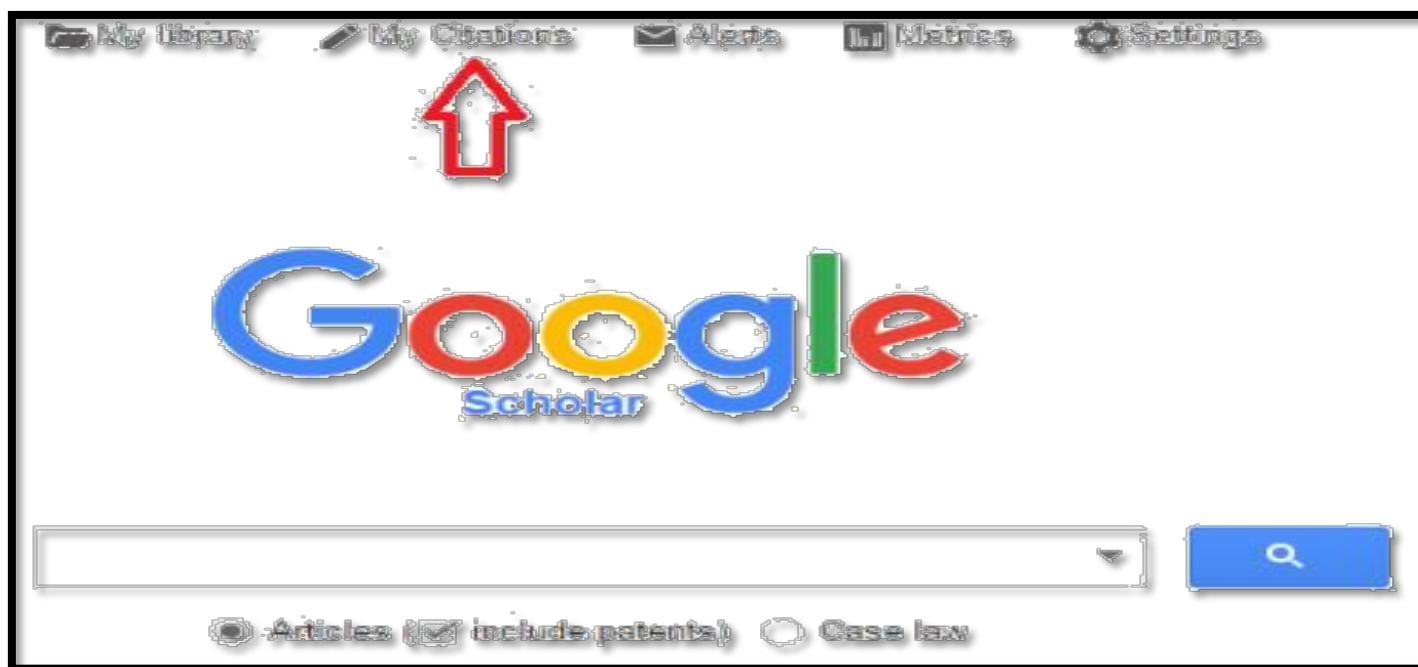 My library My Citations Alerts Metrics Settings
Google
Scholar
Articles (include patents) Case law